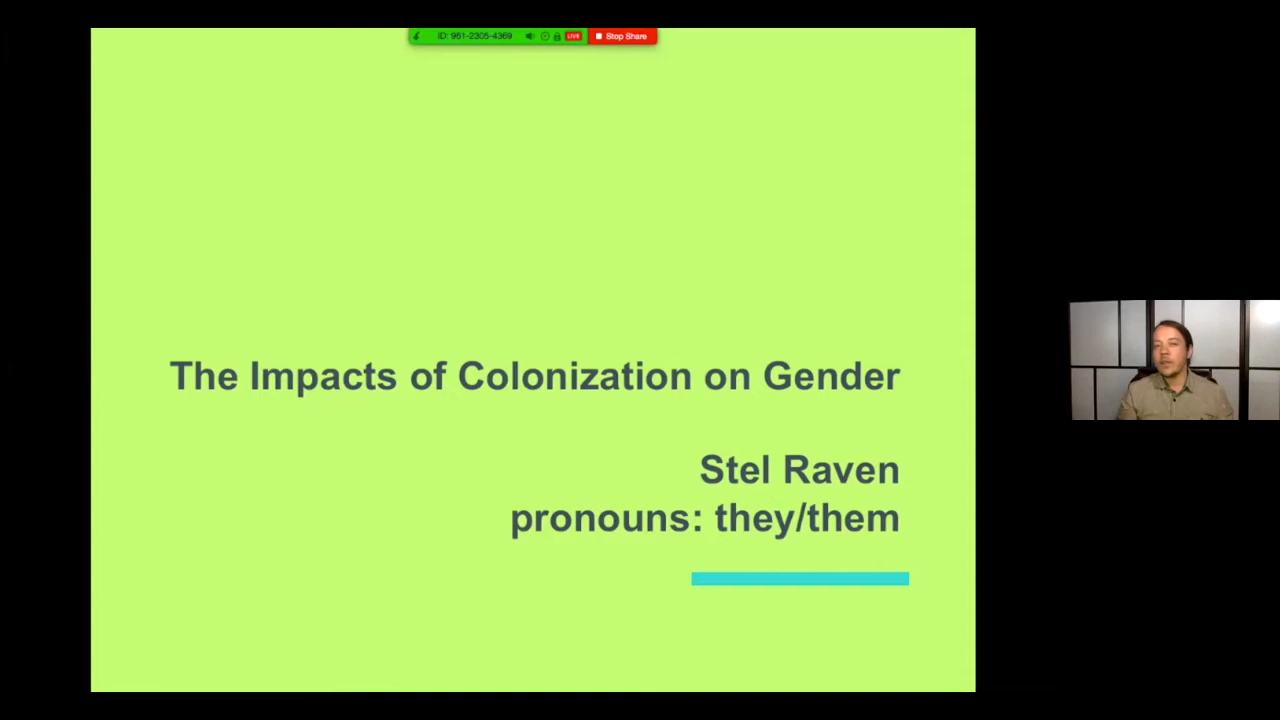 ID: 961-2305-4369 LIVE Stop Share
The Impacts of Colonization on Gender
Stel Raven
pronouns: they/them